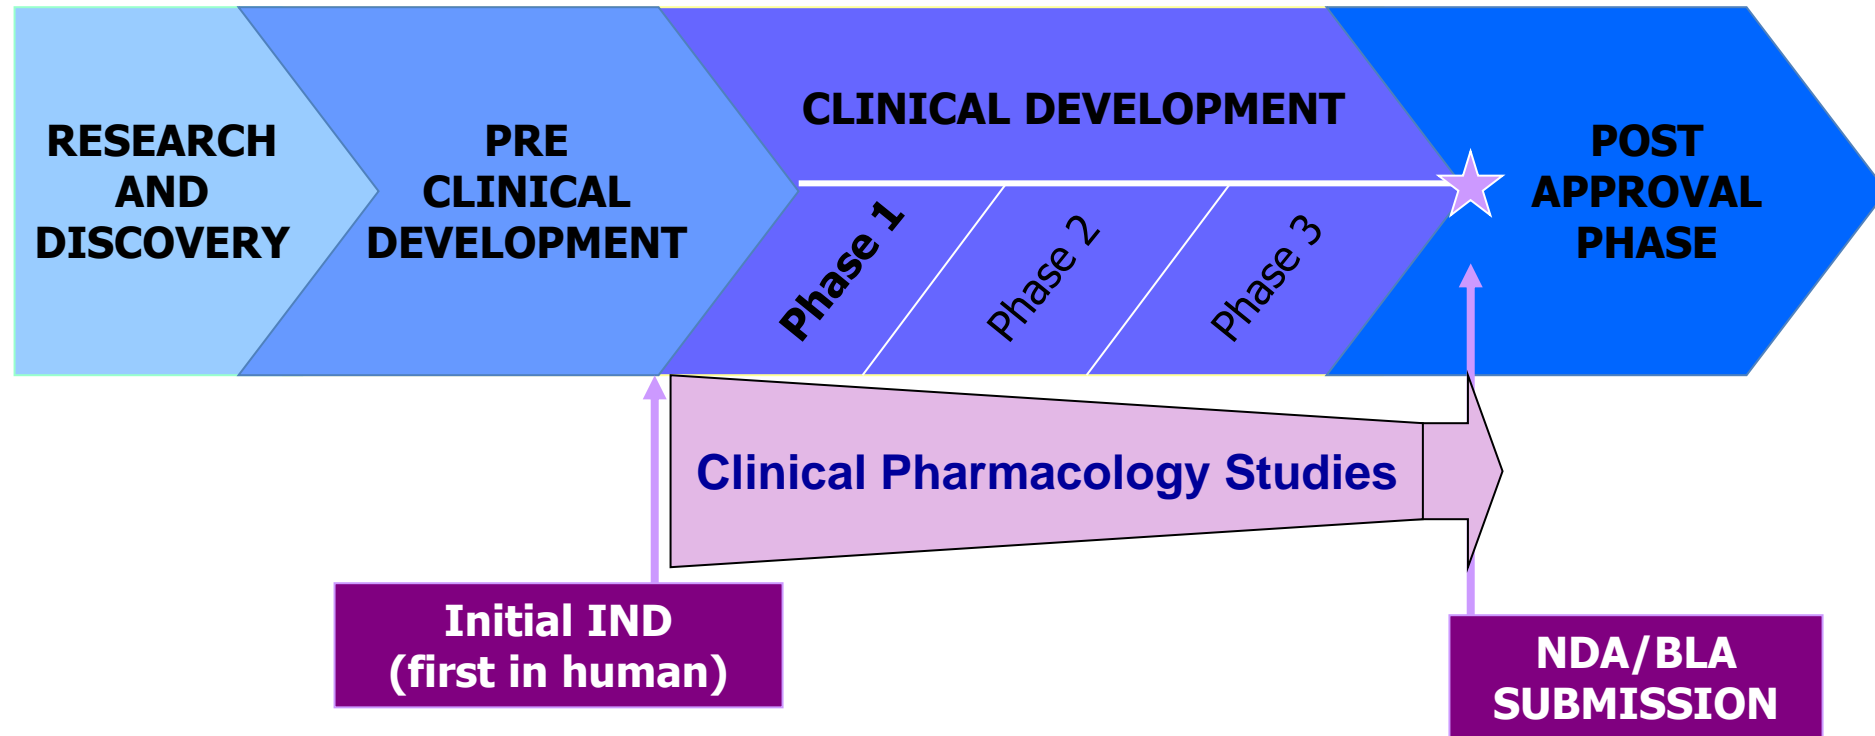 RESEARCH
AND
DISCOVERY
PRE
CLINICAL
DEVELOPMENT
CLINICAL DEVELOPMENT
Phase 1
Phase 2
Phase 3
POST
APPROVAL
PHASE
Clinical Pharmacology Studies
Initial IND
(first in human)
NDA/BLA
SUBMISSION